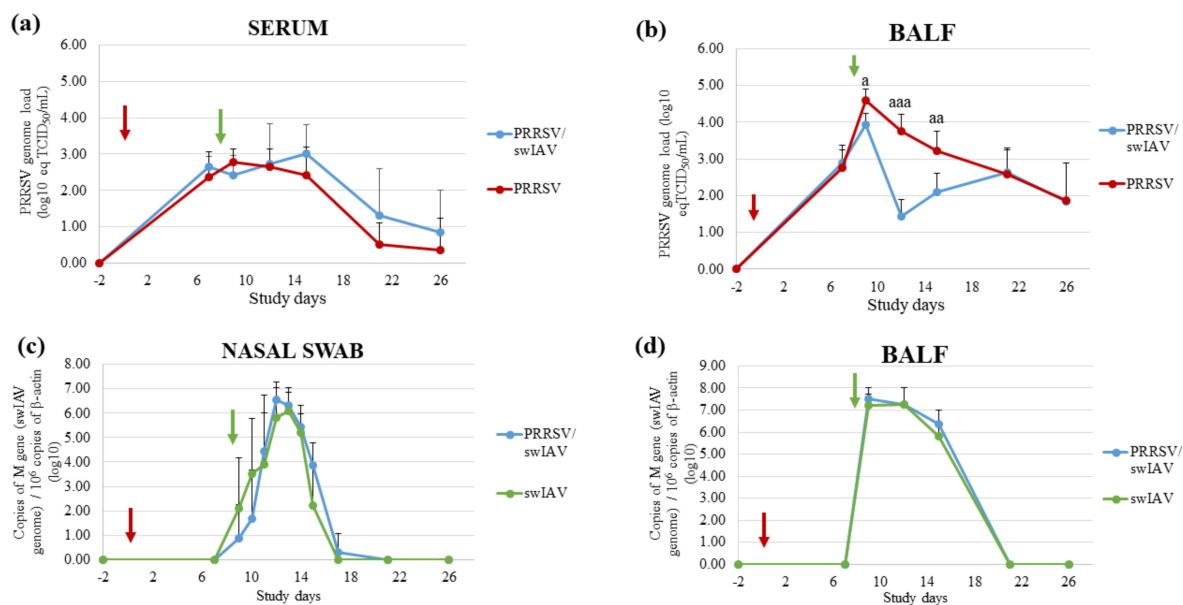 (a)
SERUM
PRRSV genome load
(log10 eq TCID50/mL)
6.00
5.00
4.00
3.00
2.00
1.00
0.00
-2 2 6 10 14 18 22 26
Study days
PRRSV/
swIAV
PRRSV
(b)
BALF
PRRSV genome load (log10
eqTCID50/mL)
6.00
5.00
4.00
3.00
2.00
1.00
0.00
a
aaa
aa
-2 2 6 10 14 18 22 26
Study days
PRRSV/
swIAV
PRRSV
(c)
NASAL SWAB
Copies of M gene (swIAV
genome) / 10⁶ copies of β-actin
(log10)
8.00
7.00
6.00
5.00
4.00
3.00
2.00
1.00
0.00
-2 2 6 10 14 18 22 26
Study days
PRRSV/
swIAV
swIAV
(d)
BALF
Copies of M gene (swIAV
genome) / 10⁶ copies of β-actin
(log10)
9.00
8.00
7.00
6.00
5.00
4.00
3.00
2.00
1.00
0.00
-2 2 6 10 14 18 22 26
Study days
PRRSV/
swIAV
swIAV